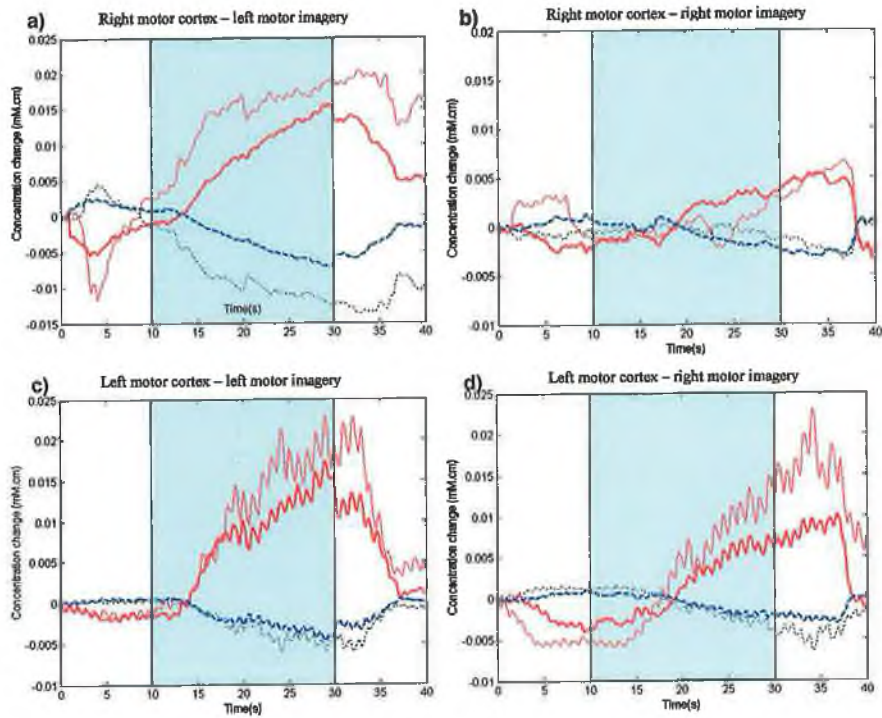 a)
Right motor cortex – left motor imagery
0.025
0.02
0.015
0.01
0.005
0
-0.005
-0.01
-0.015
Concentration change (mM.cm)
Time(s)
0 5 10 15 20 25 30 35 40
b)
Right motor cortex – right motor imagery
0.02
0.015
0.01
0.005
0
-0.005
-0.01
Concentration change (mM.cm)
0 5 10 15 20 25 30 35 40
Time(s)
c)
Left motor cortex – left motor imagery
0.025
0.02
0.015
0.01
0.005
0
-0.005
-0.01
Concentration change (mM.cm)
0 5 10 15 20 25 30 35 40
Time(s)
d)
Left motor cortex – right motor imagery
0.025
0.02
0.015
0.01
0.005
0
-0.005
-0.01
Concentration change (mM.cm)
0 5 10 15 20 25 30 35 40
Time(s)